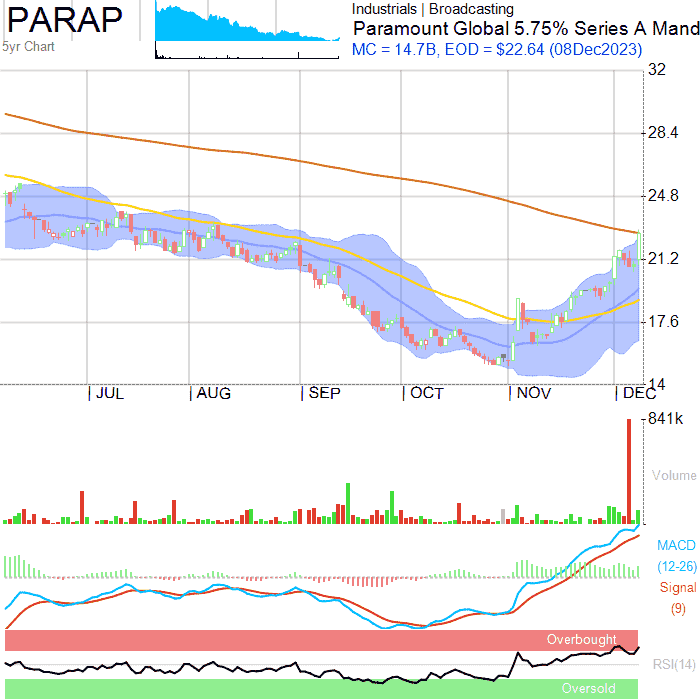 PARAP
5yr Chart
Industrials | Broadcasting
Paramount Global 5.75% Series A Mand
MC = 14.7B, EOD = $22.64 (08Dec2023)
32
28.4
24.8
21.2
17.6
14
JUL AUG SEP OCT NOV DEC
841k
Volume
MACD
(12-26)
Signal
(9)
Overbought
RSI(14)
Oversold